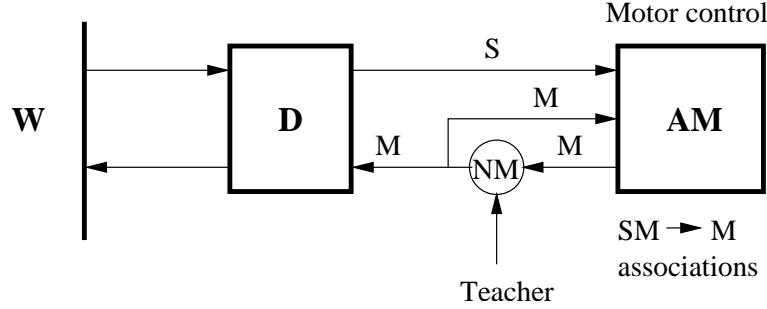 Motor control
S
M
W
D
AM
M
M
NM
SM → M
associations
Teacher